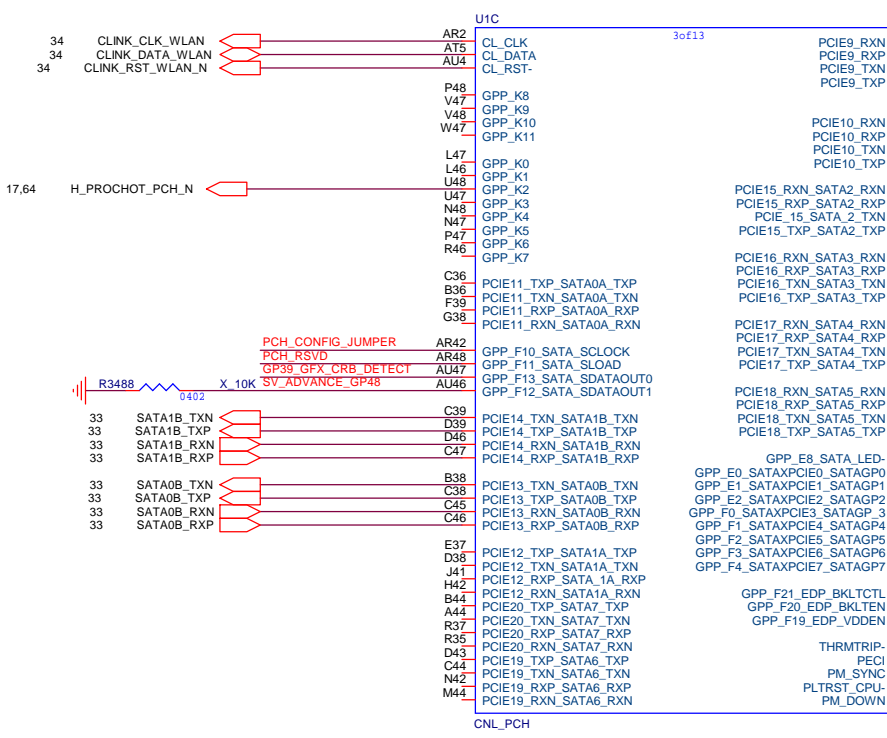 U1C
3of13
34 CLINK_CLK_WLAN AR2 CL_CLK PCIE9_RXN
34 CLINK_DATA_WLAN AT5 CL_DATA PCIE9_RXP
34 CLINK_RST_WLAN_N AU4 CL_RST- PCIE9_TXN
PCIE9_TXP
P48 GPP_K8
V47 GPP_K9
V48 GPP_K10 PCIE10_RXN
W47 GPP_K11 PCIE10_RXP
PCIE10_TXN
L47 GPP_K0 PCIE10_TXP
L46 GPP_K1
17,64 H_PROCHOT_PCH_N U48 GPP_K2 PCIE15_RXN_SATA2_RXN
U47 GPP_K3 PCIE15_RXP_SATA2_RXP
N48 GPP_K4 PCIE_15_SATA_2_TXN
N47 GPP_K5 PCIE15_TXP_SATA2_TXP
P47 GPP_K6
R46 GPP_K7 PCIE16_RXN_SATA3_RXN
PCIE16_RXP_SATA3_RXP
C36 PCIE11_TXP_SATA0A_TXP PCIE16_TXN_SATA3_TXN
B36 PCIE11_TXN_SATA0A_TXN PCIE16_TXP_SATA3_TXP
F39 PCIE11_RXP_SATA0A_RXP
G38 PCIE11_RXN_SATA0A_RXN PCIE17_RXN_SATA4_RXN
PCIE17_RXP_SATA4_RXP
PCH_CONFIG_JUMPER AR42 GPP_F10_SATA_SCLOCK PCIE17_TXN_SATA4_TXN
PCH_RSVD AR48 GPP_F11_SATA_SLOAD PCIE17_TXP_SATA4_TXP
GP39_GFX_CRB_DETECT AU47 GPP_F13_SATA_SDATAOUT0
R3488 0402 X_10K SV_ADVANCE_GP48 AU46 GPP_F12_SATA_SDATAOUT1 PCIE18_RXN_SATA5_RXN
PCIE18_RXP_SATA5_RXP
33 SATA1B_TXN C39 PCIE14_TXN_SATA1B_TXN PCIE18_TXN_SATA5_TXN
33 SATA1B_TXP D39 PCIE14_TXP_SATA1B_TXP PCIE18_TXP_SATA5_TXP
33 SATA1B_RXN D46 PCIE14_RXN_SATA1B_RXN
33 SATA1B_RXP C47 PCIE14_RXP_SATA1B_RXP GPP_E8_SATA_LED-
GPP_E0_SATAXPCIE0_SATAGP0
33 SATA0B_TXN B38 PCIE13_TXN_SATA0B_TXN GPP_E1_SATAXPCIE1_SATAGP1
33 SATA0B_TXP C38 PCIE13_TXP_SATA0B_TXP GPP_E2_SATAXPCIE2_SATAGP2
33 SATA0B_RXN C45 PCIE13_RXN_SATA0B_RXN GPP_F0_SATAXPCIE3_SATAGP_3
33 SATA0B_RXP C46 PCIE13_RXP_SATA0B_RXP GPP_F1_SATAXPCIE4_SATAGP4
GPP_F2_SATAXPCIE5_SATAGP5
E37 PCIE12_TXP_SATA1A_TXP GPP_F3_SATAXPCIE6_SATAGP6
D38 PCIE12_TXN_SATA1A_TXN GPP_F4_SATAXPCIE7_SATAGP7
J41 PCIE12_RXP_SATA_1A_RXP
H42 PCIE12_RXN_SATA1A_RXN GPP_F21_EDP_BKLTCTL
B44 PCIE20_TXP_SATA7_TXP GPP_F20_EDP_BKLTEN
A44 PCIE20_TXN_SATA7_TXN GPP_F19_EDP_VDDEN
R37 PCIE20_RXP_SATA7_RXP
R35 PCIE20_RXN_SATA7_RXN THRMTRIP-
D43 PCIE19_TXP_SATA6_TXP PECI
C44 PCIE19_TXN_SATA6_TXN PM_SYNC
N42 PCIE19_RXP_SATA6_RXP PLTRST_CPU-
M44 PCIE19_RXN_SATA6_RXN PM_DOWN
CNL_PCH